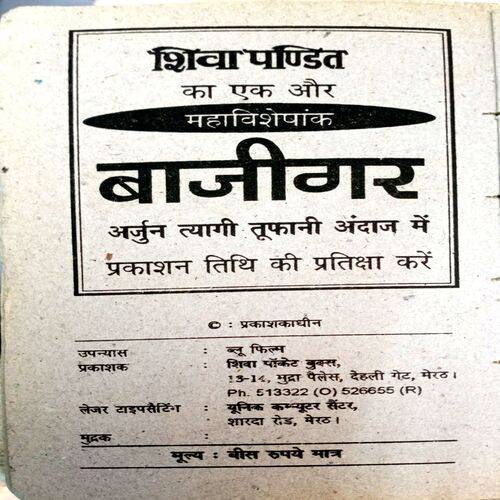 शिवा पण्डित
का एक और
महाविशेषांक
बाजीगर
अर्जुन त्यागी तूफानी अंदाज में
प्रकाशन तिथि की प्रतिक्षा करें
© : प्रकाशकाधीन
उपन्यास : ब्लू फिल्म
प्रकाशक : शिवा पॉकेट बुक्स,
13-14, मुद्रा पैलेस, देहली गेट, मेरठ।
Ph. 513322 (O) 526655 (R)
लेजर टाइपसैटिंग : यूनिक कम्प्यूटर सैंटर,
शारदा रोड, मेरठ।
मुद्रक :
मूल्य : बीस रुपये मात्र